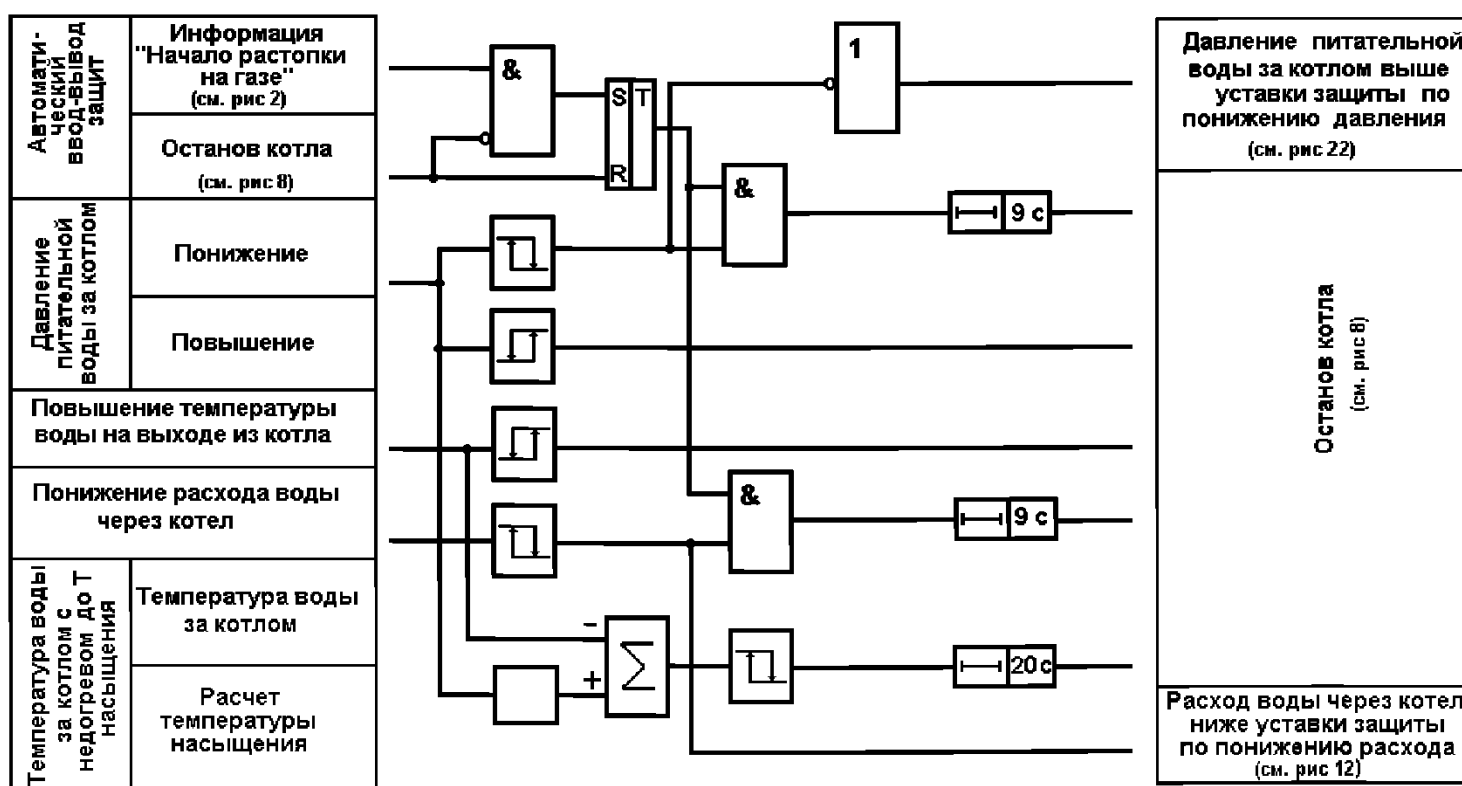 Автомати-
ческий
ввод-вывод
защит
Информация
"Начало растопки
на газе"
(см. рис 2)
Останов котла
(см. рис 8)
Давление
питательной
воды за котлом
Понижение
Повышение
Повышение температуры
воды на выходе из котла
Понижение расхода воды
через котел
Температура воды
за котлом с
недогревом до Т
насыщения
Температура воды
за котлом
Расчет
температуры
насыщения
&
S T
R
1
&
9 с
&
9 с
-
+
Σ
20 с
Давление питательной
воды за котлом выше
уставки защиты по
понижению давления
(см. рис 22)
Останов котла
(см. рис 8)
Расход воды через котел
ниже уставки защиты
по понижению расхода
(см. рис 12)